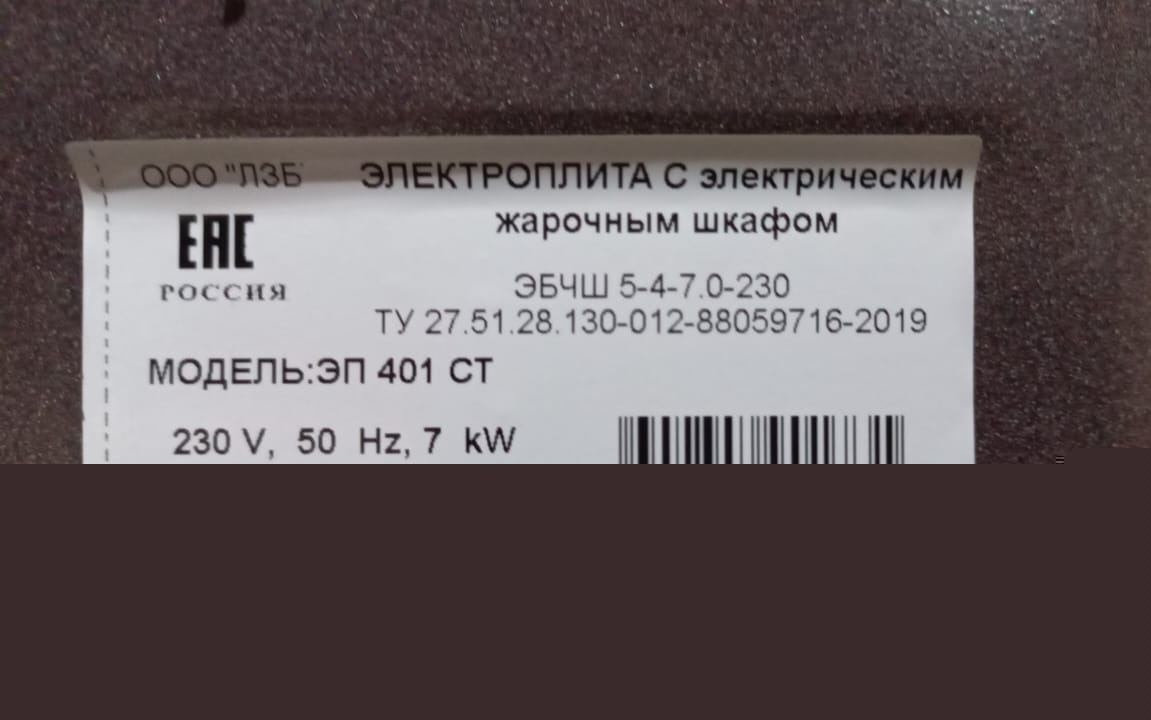 ООО "ЛЗБ"
ЭЛЕКТРОПЛИТА С электрическим
жарочным шкафом
ЕАС
РОССИЯ
ЭБЧШ 5-4-7.0-230
ТУ 27.51.28.130-012-88059716-2019
МОДЕЛЬ:ЭП 401 СТ
230 V, 50 Hz, 7 kW